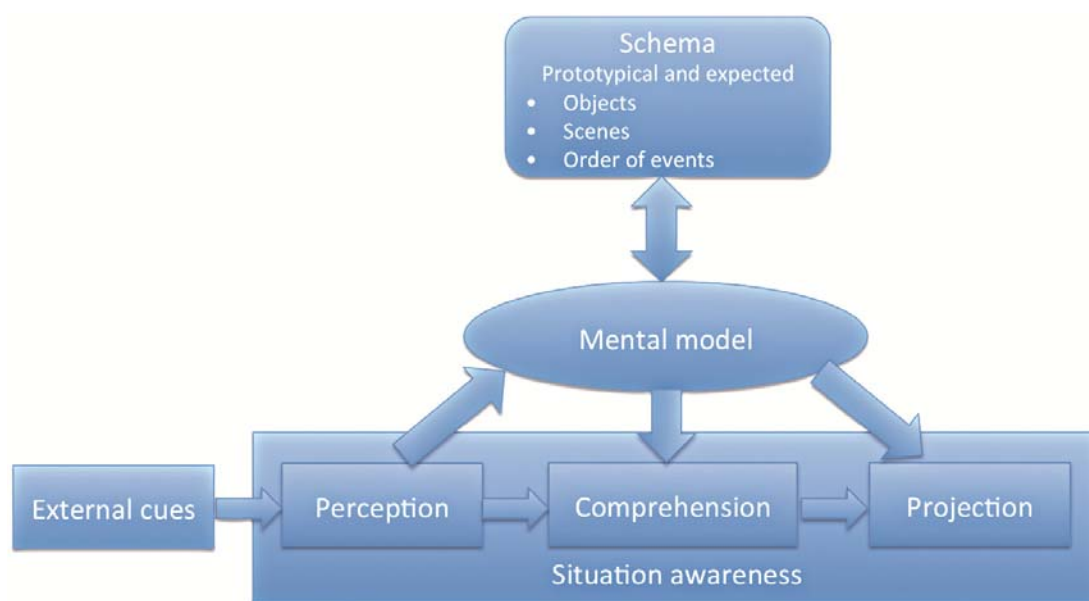 Schema
Prototypical and expected
• Objects
• Scenes
• Order of events
Mental model
External cues
Perception
Comprehension
Projection
Situation awareness